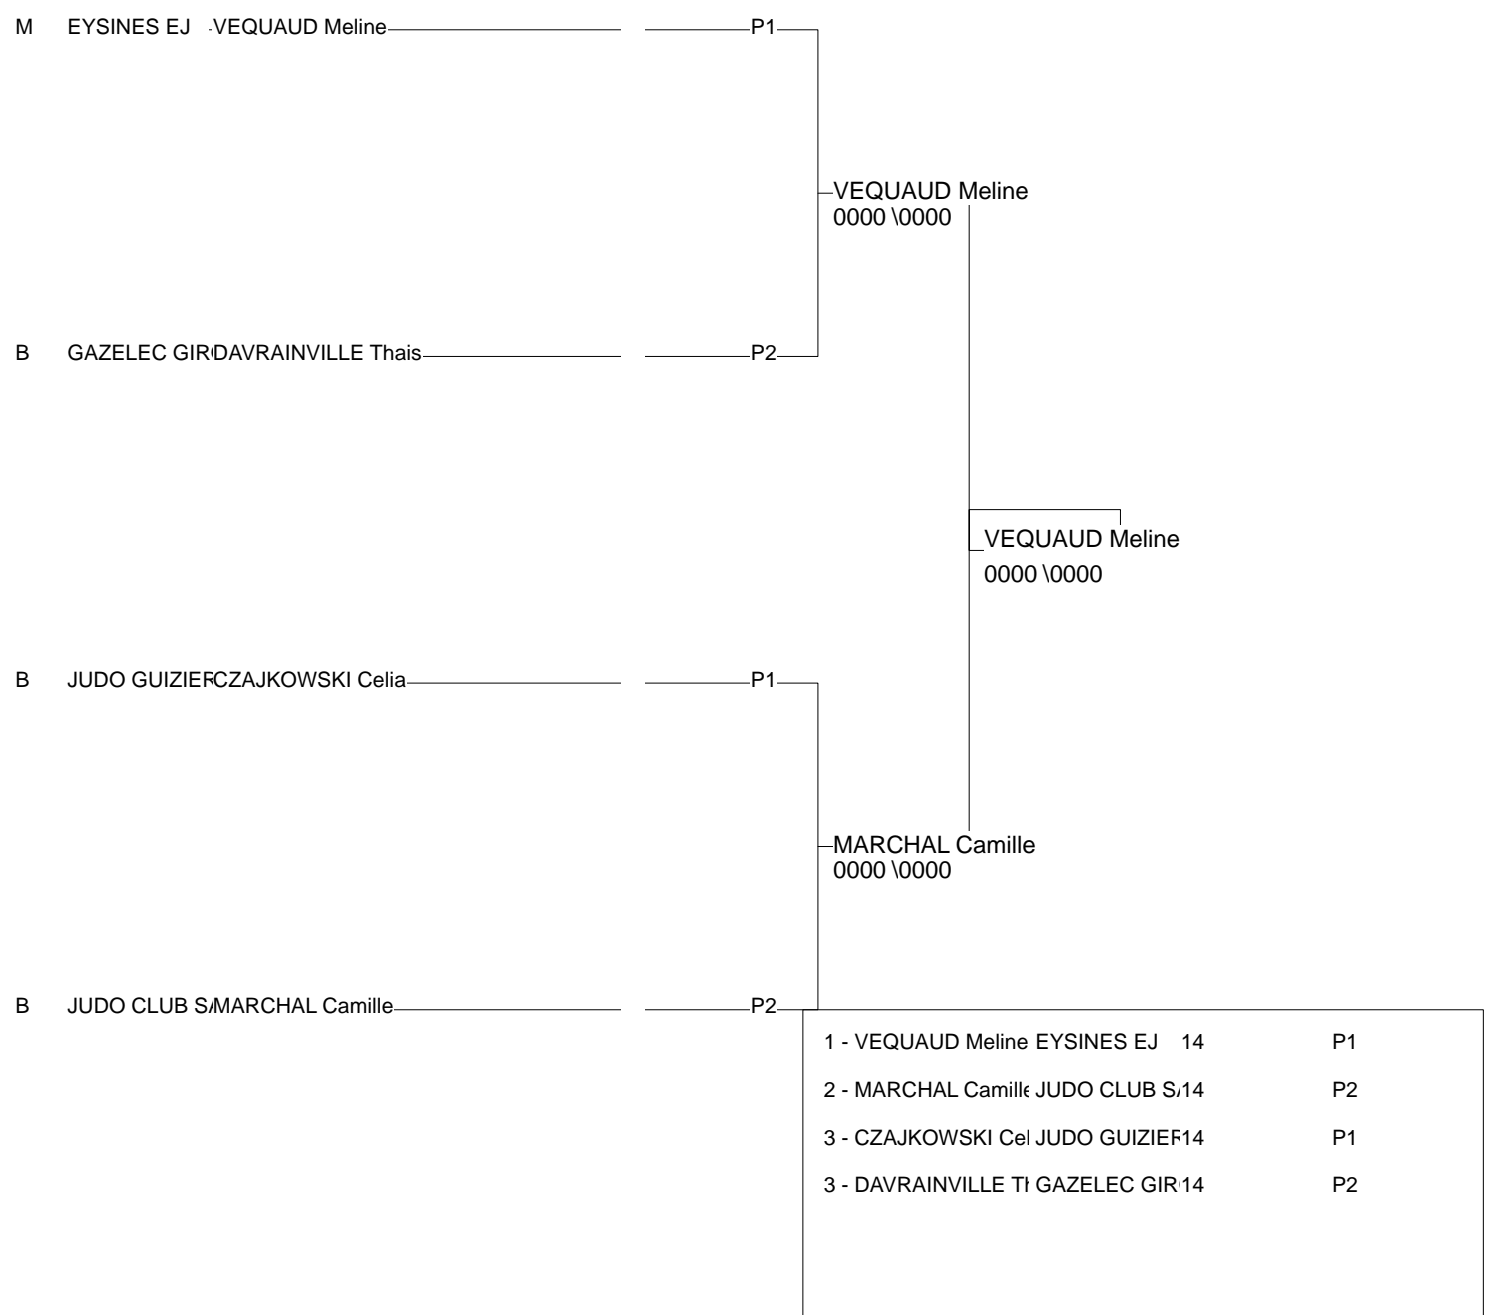 M EYSINES EJ -VEQUAUD Meline P1
VEQUAUD Meline
0000 \0000
B GAZELEC GIR DAVRAINVILLE Thais P2
VEQUAUD Meline
0000 \0000
B JUDO GUIZIER CZAJKOWSKI Celia P1
MARCHAL Camille
0000 \0000
B JUDO CLUB SA MARCHAL Camille P2
1 - VEQUAUD Meline EYSINES EJ 14 P1
2 - MARCHAL Camille JUDO CLUB SA 14 P2
3 - CZAJKOWSKI Cel JUDO GUIZIER 14 P1
3 - DAVRAINVILLE Th GAZELEC GIR 14 P2